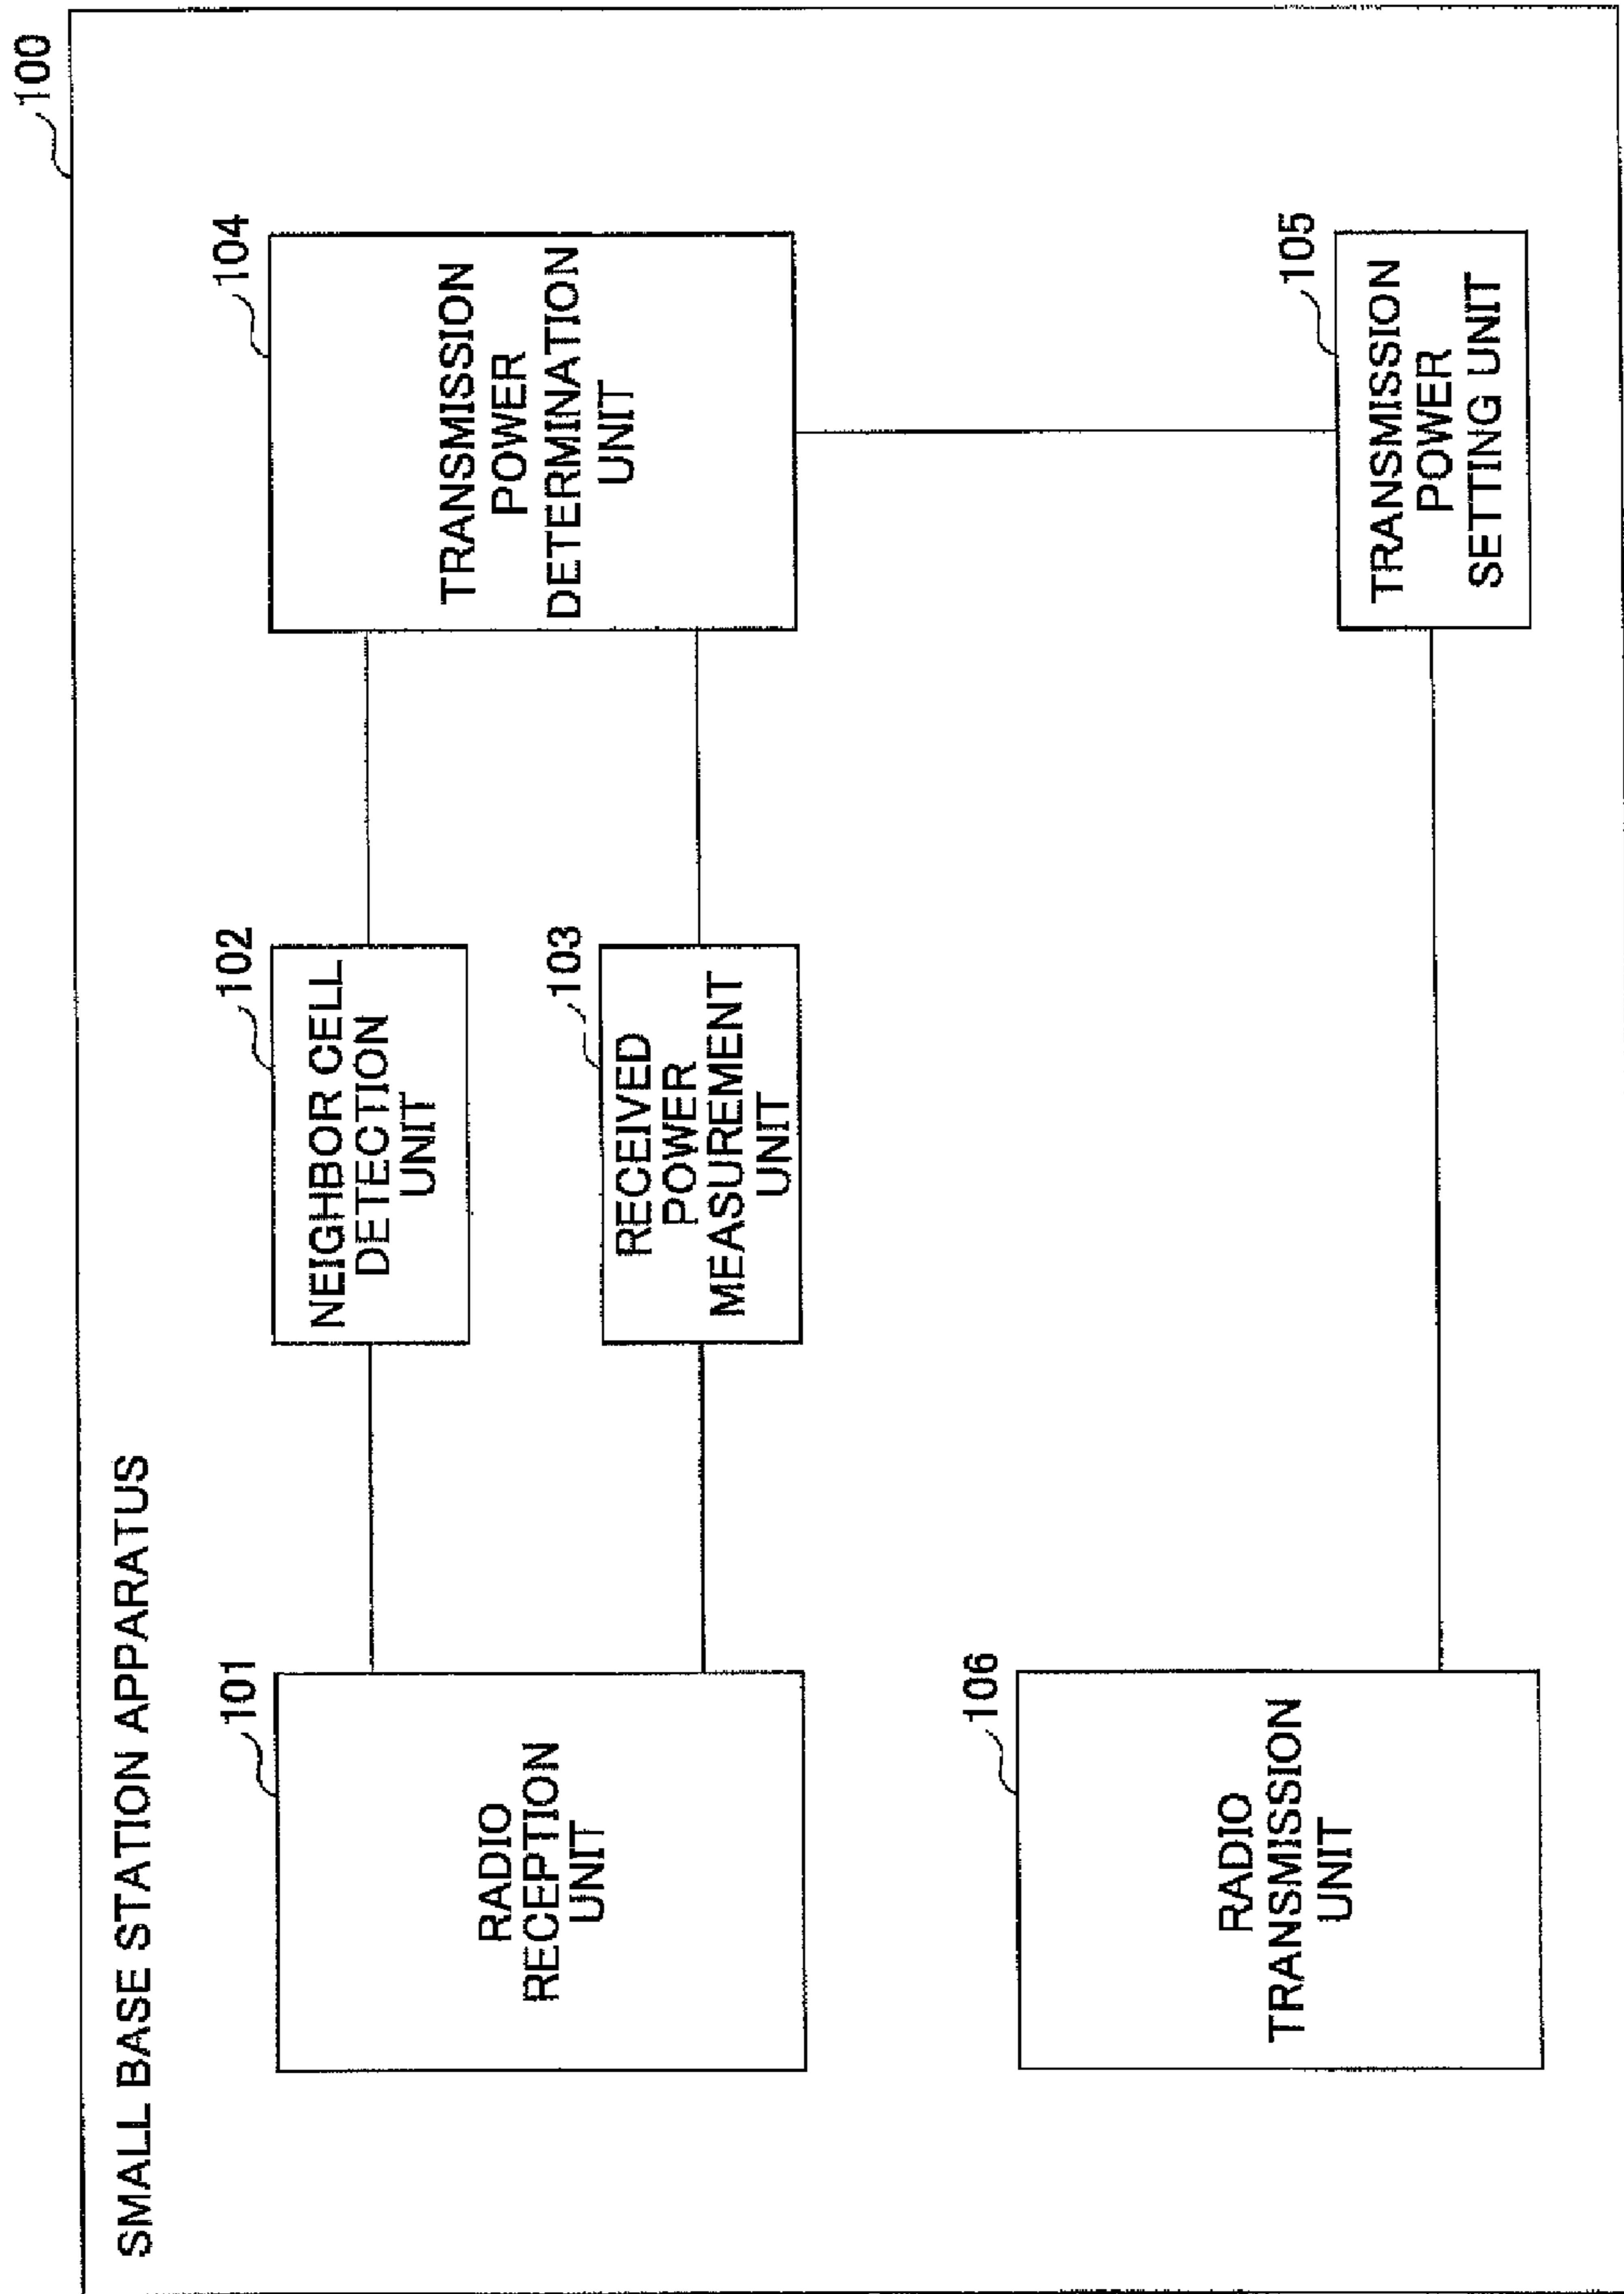 SMALL BASE STATION APPARATUS
100
101
RADIO
RECEPTION
UNIT
102
NEIGHBOR CELL
DETECTION
UNIT
103
RECEIVED
POWER
MEASUREMENT
UNIT
104
TRANSMISSION
POWER
DETERMINATION
UNIT
106
RADIO
TRANSMISSION
UNIT
105
TRANSMISSION
POWER
SETTING UNIT